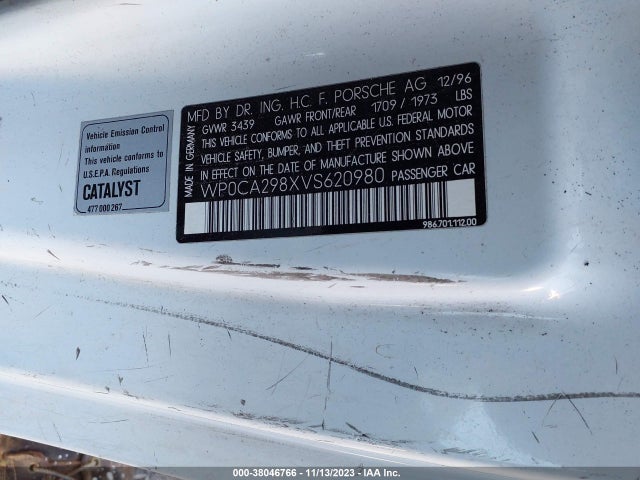 Vehicle Emission Control
information
This vehicle conforms to
U.S.E.P.A. Regulations
CATALYST
477 000 267
MADE IN GERMANY
MFD BY DR. ING. H.C. F. PORSCHE AG 12/96
GVWR 3439 GAWR FRONT/REAR 1709 / 1973 LBS
THIS VEHICLE CONFORMS TO ALL APPLICABLE U.S. FEDERAL MOTOR
VEHICLE SAFETY, BUMPER, AND THEFT PREVENTION STANDARDS
IN EFFECT ON THE DATE OF MANUFACTURE SHOWN ABOVE
WP0CA298XVS620980 PASSENGER CAR
986.701.112.00
000-38046766 - 11/13/2023 - IAA Inc.